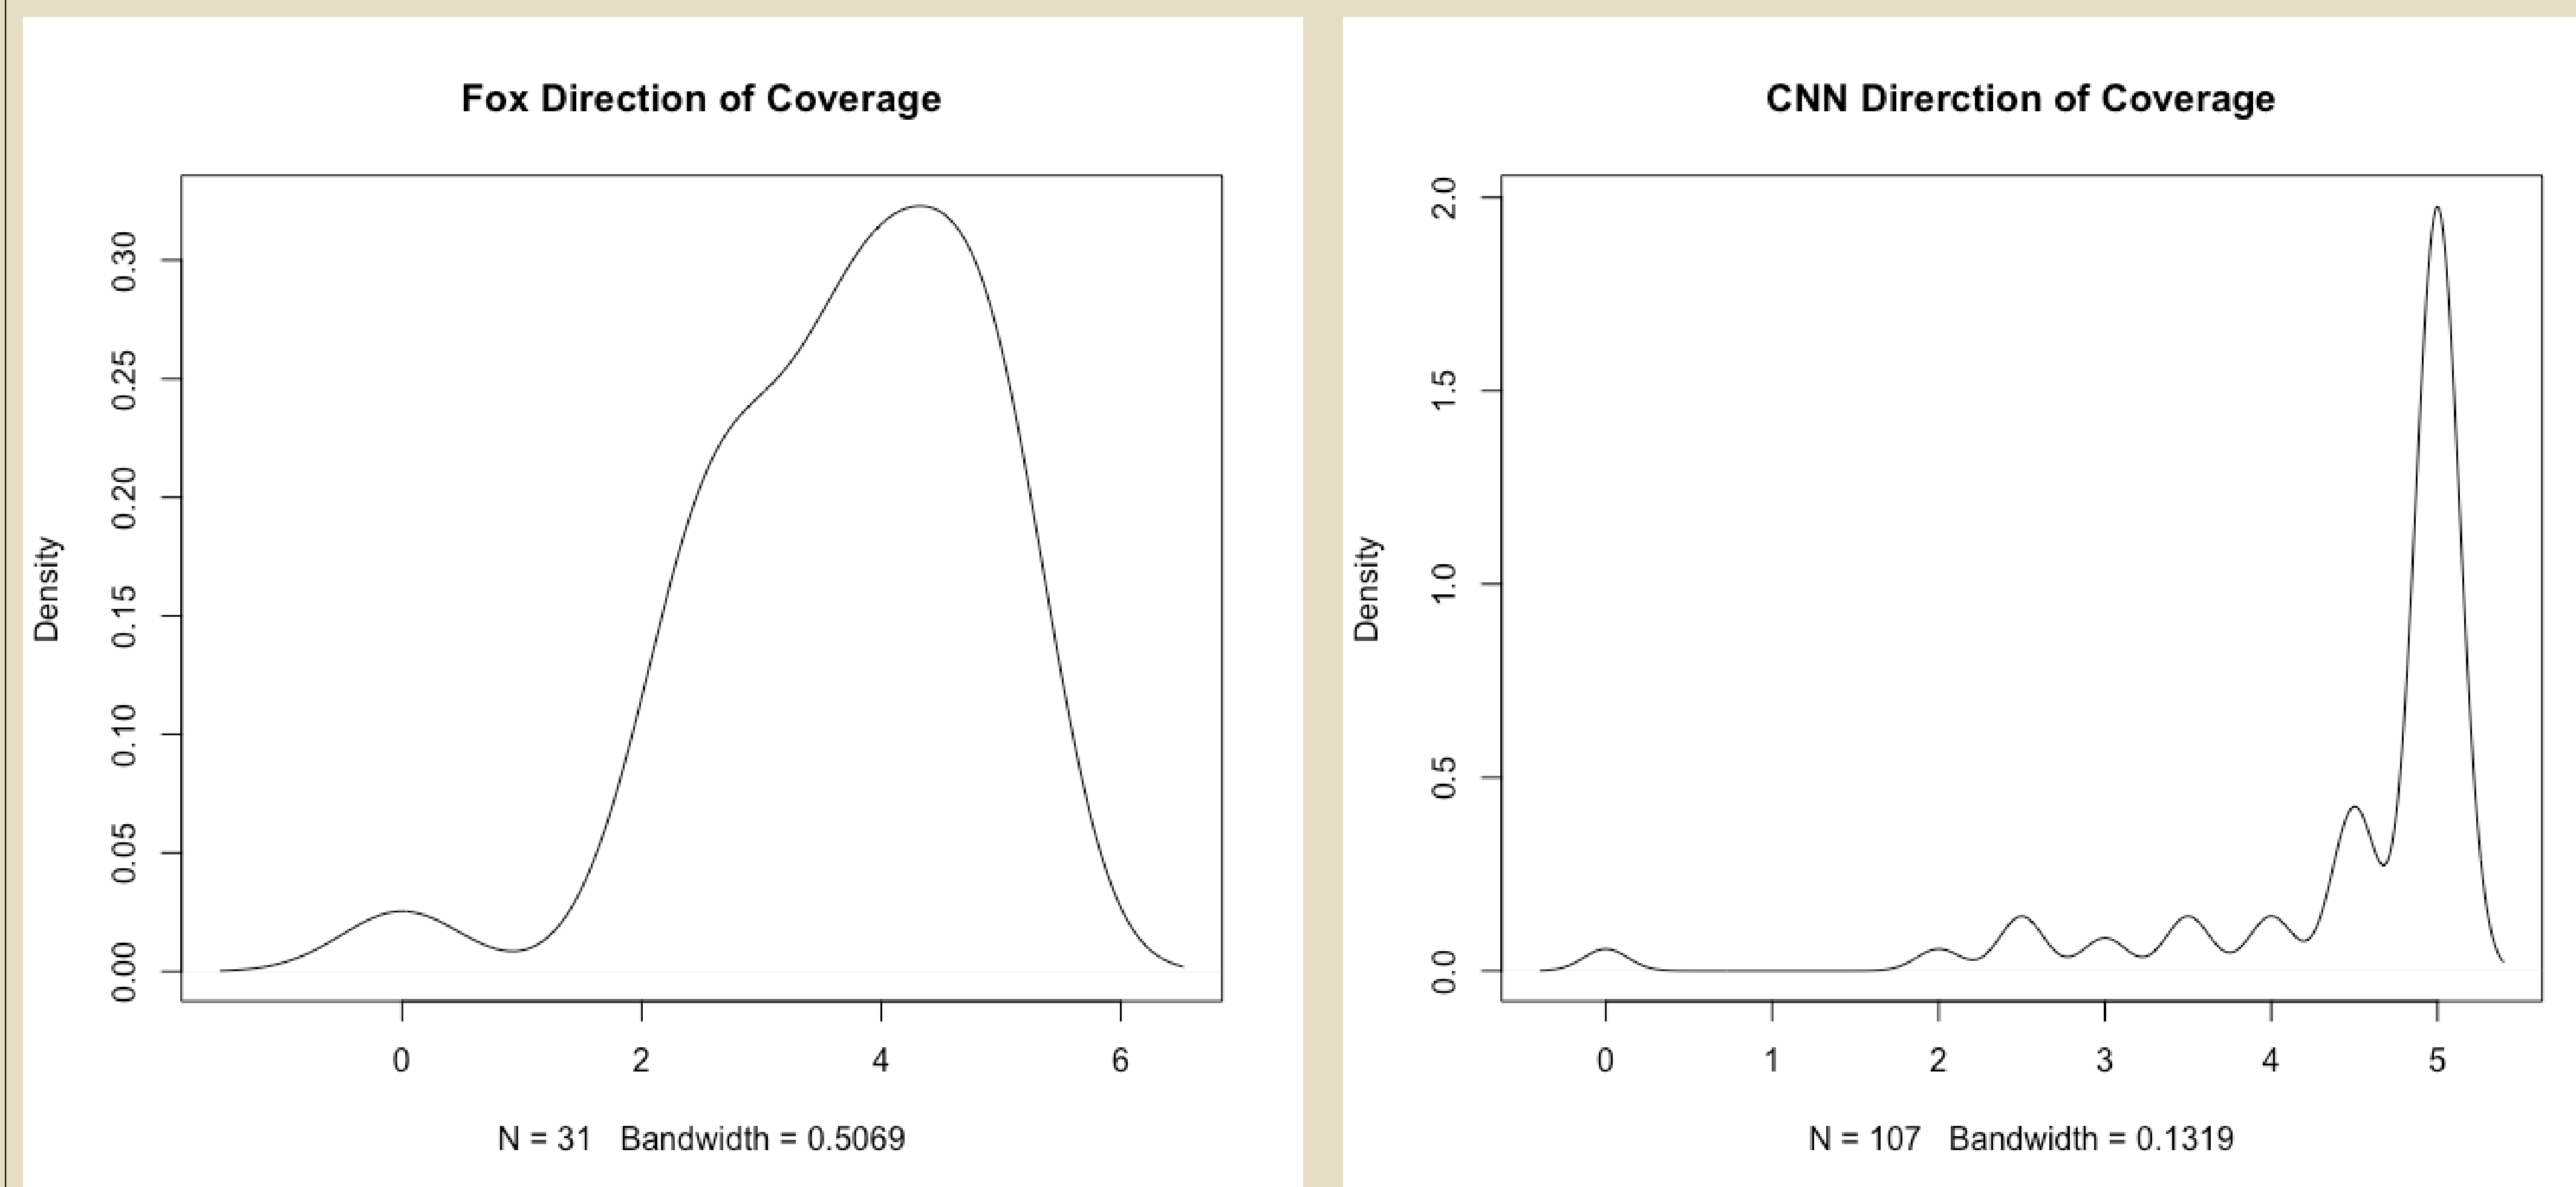 Fox Direction of Coverage
Density
0.00 0.05 0.10 0.15 0.20 0.25 0.30
0 2 4 6
N = 31 Bandwidth = 0.5069
CNN Direrction of Coverage
Density
0.0 0.5 1.0 1.5 2.0
0 1 2 3 4 5
N = 107 Bandwidth = 0.1319